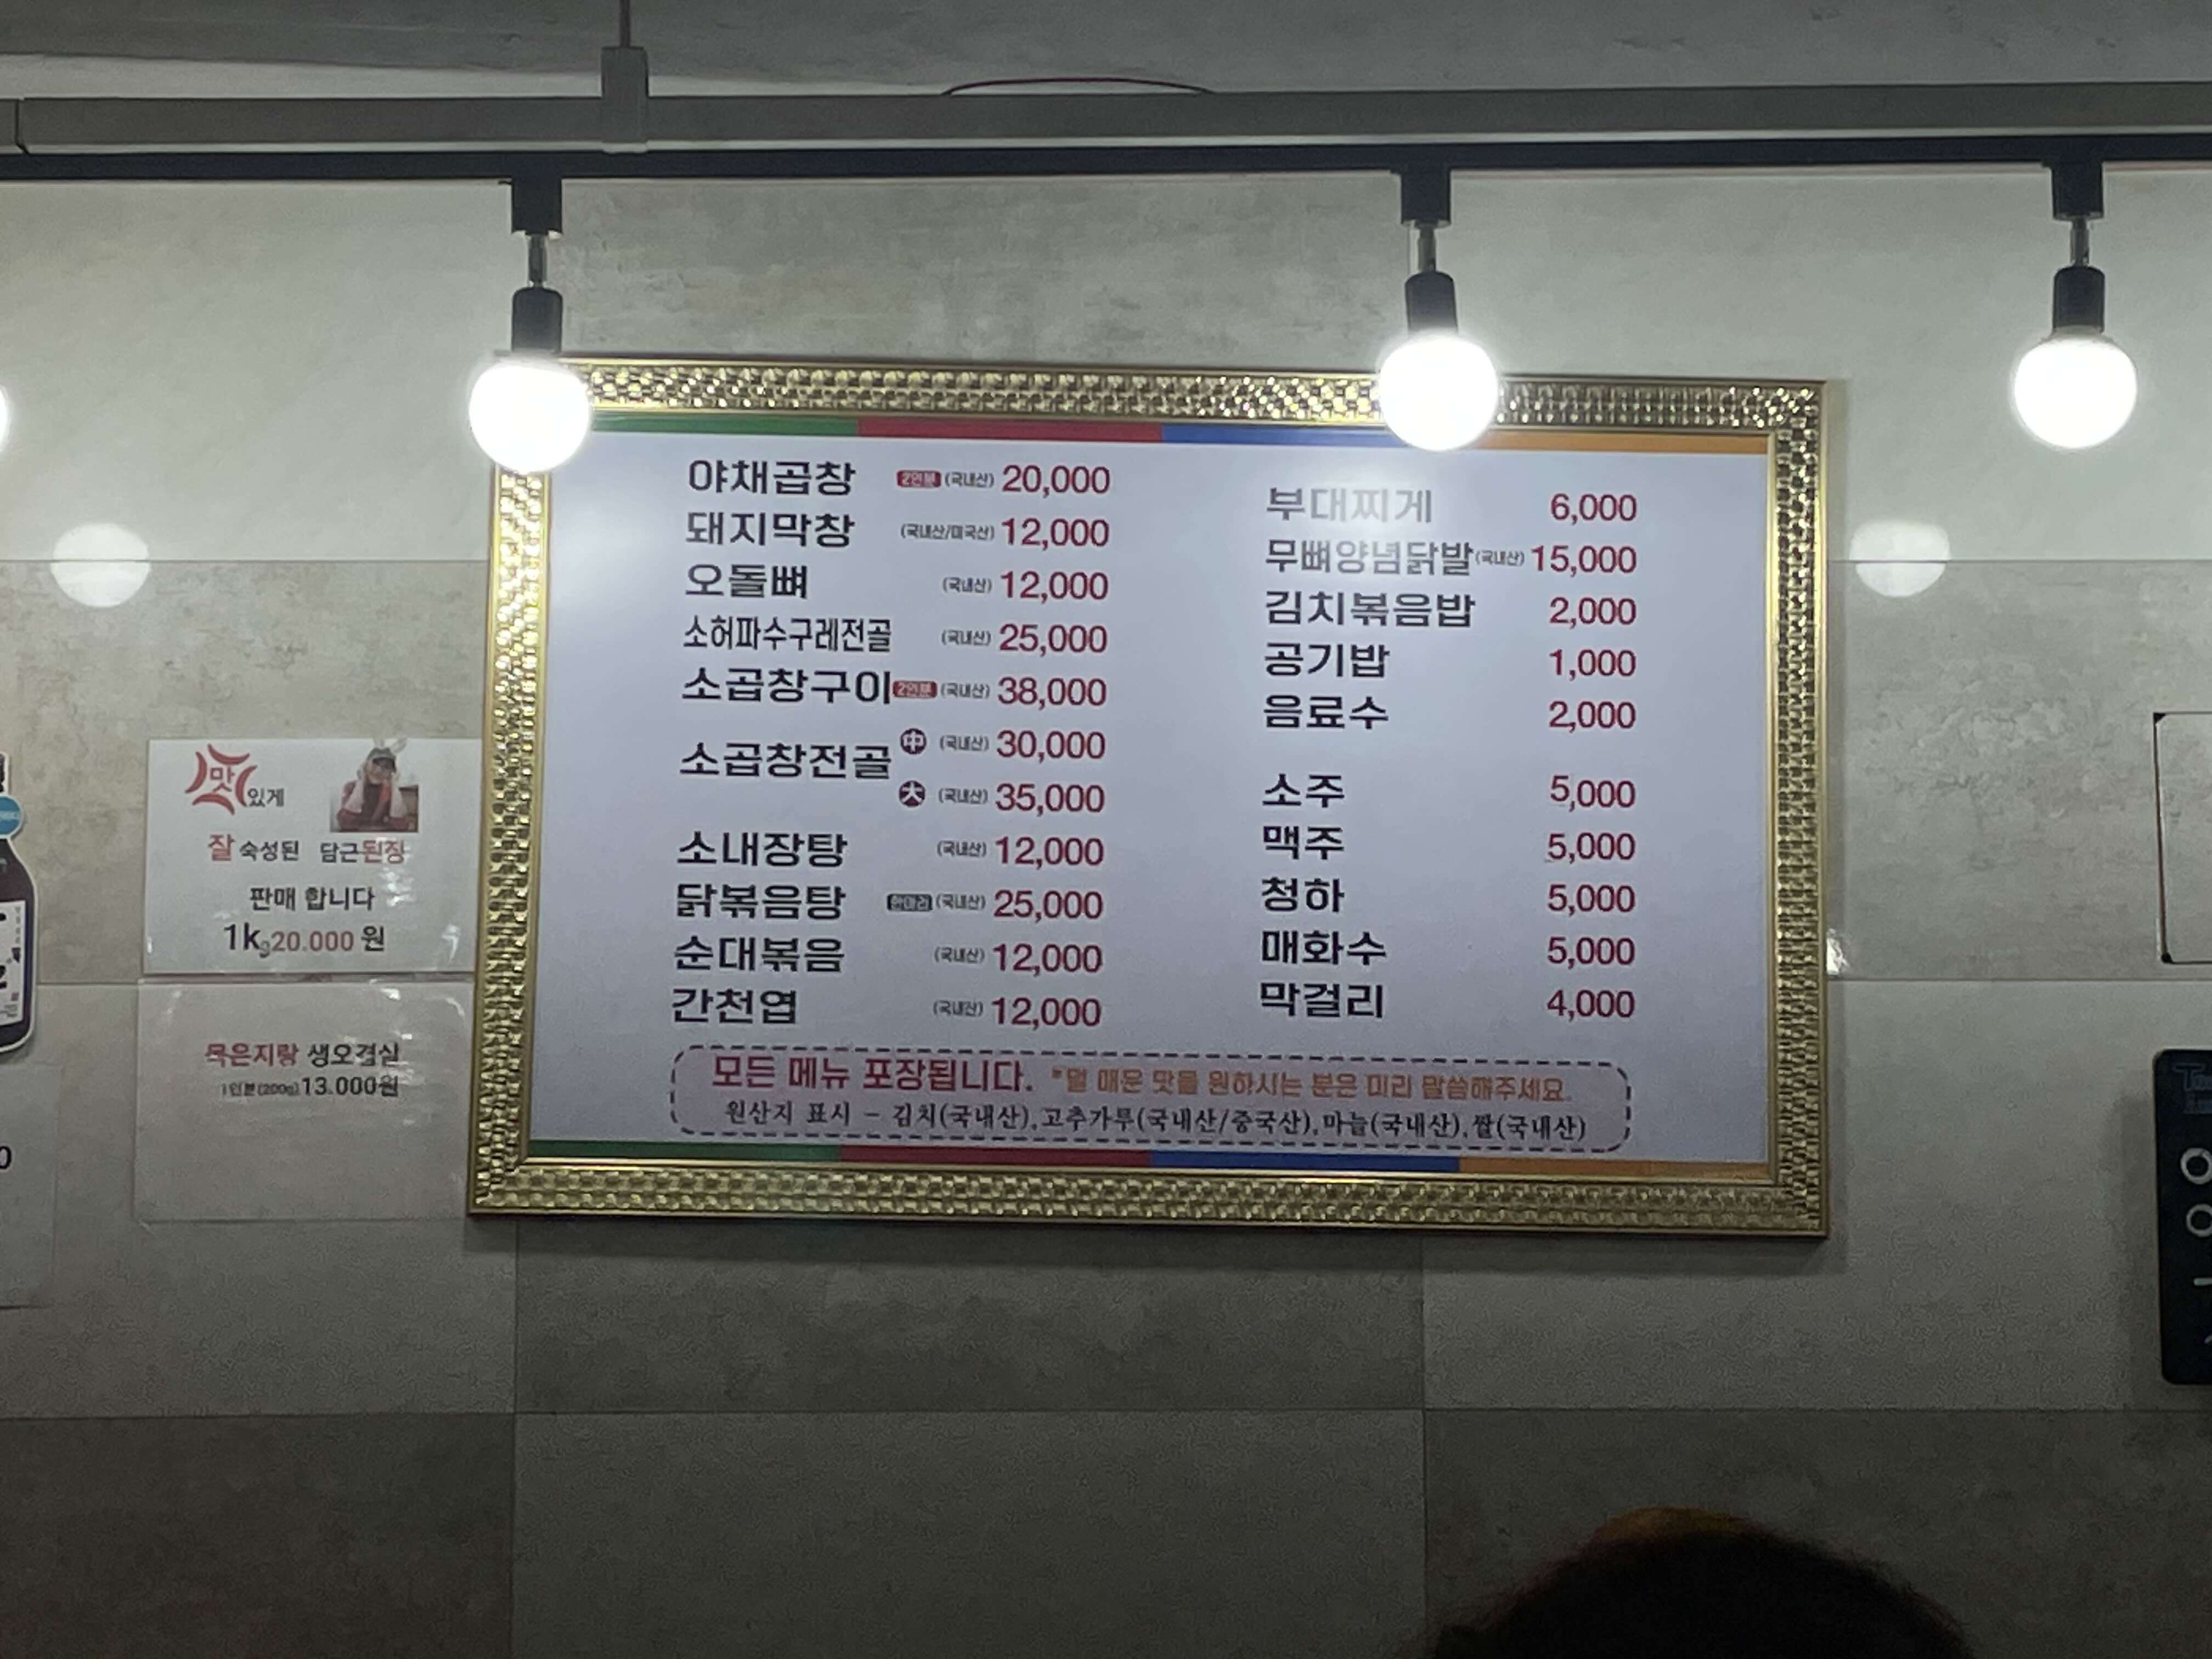 야채곱창 2인분 (국내산) 20,000
돼지막창 (국내산/미국산) 12,000
오돌뼈 (국내산) 12,000
소허파수구레전골 (국내산) 25,000
소곱창구이 2인분 (국내산) 38,000
소곱창전골 中 (국내산) 30,000
大 (국내산) 35,000
소내장탕 (국내산) 12,000
닭볶음탕 한마리 (국내산) 25,000
순대볶음 (국내산) 12,000
간천엽 (국내산) 12,000
부대찌게 6,000
무뼈양념닭발 (국내산) 15,000
김치볶음밥 2,000
공기밥 1,000
음료수 2,000
소주 5,000
맥주 5,000
청하 5,000
매화수 5,000
막걸리 4,000
모든 메뉴 포장됩니다. *덜 매운 맛을 원하시는 분은 미리 말씀해주세요.
원산지 표시 - 김치(국내산),고추가루(국내산/중국산),마늘(국내산),쌀(국내산)
맛있게
잘 숙성된 담근된장
판매 합니다
1kg20.000 원
묵은지랑 생오겹살
1인분(200g)13.000원